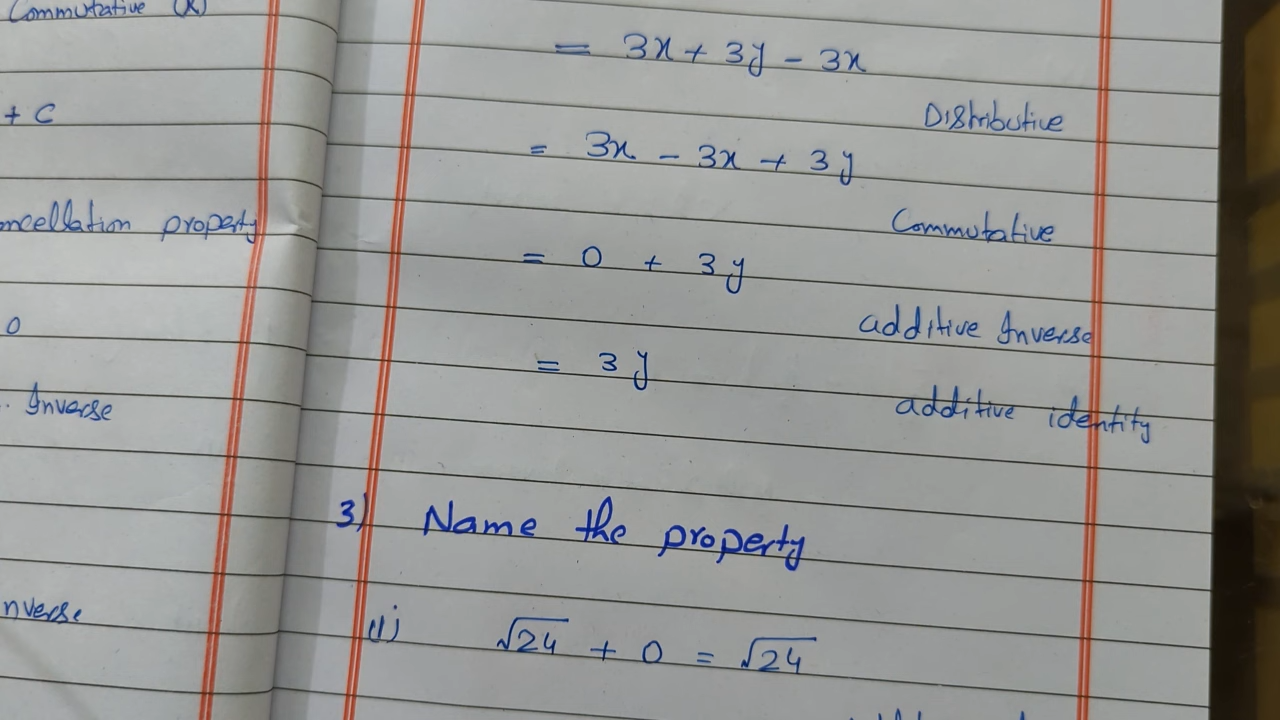 Commutative (x)
+ C
ncellation property
0
. Inverse
nverse
= 3x + 3y - 3x
Distributive
= 3x - 3x + 3y
Commutative
= 0 + 3y
additive Inverse
= 3y
additive identity
3) Name the property
(i) √24 + 0 = √24